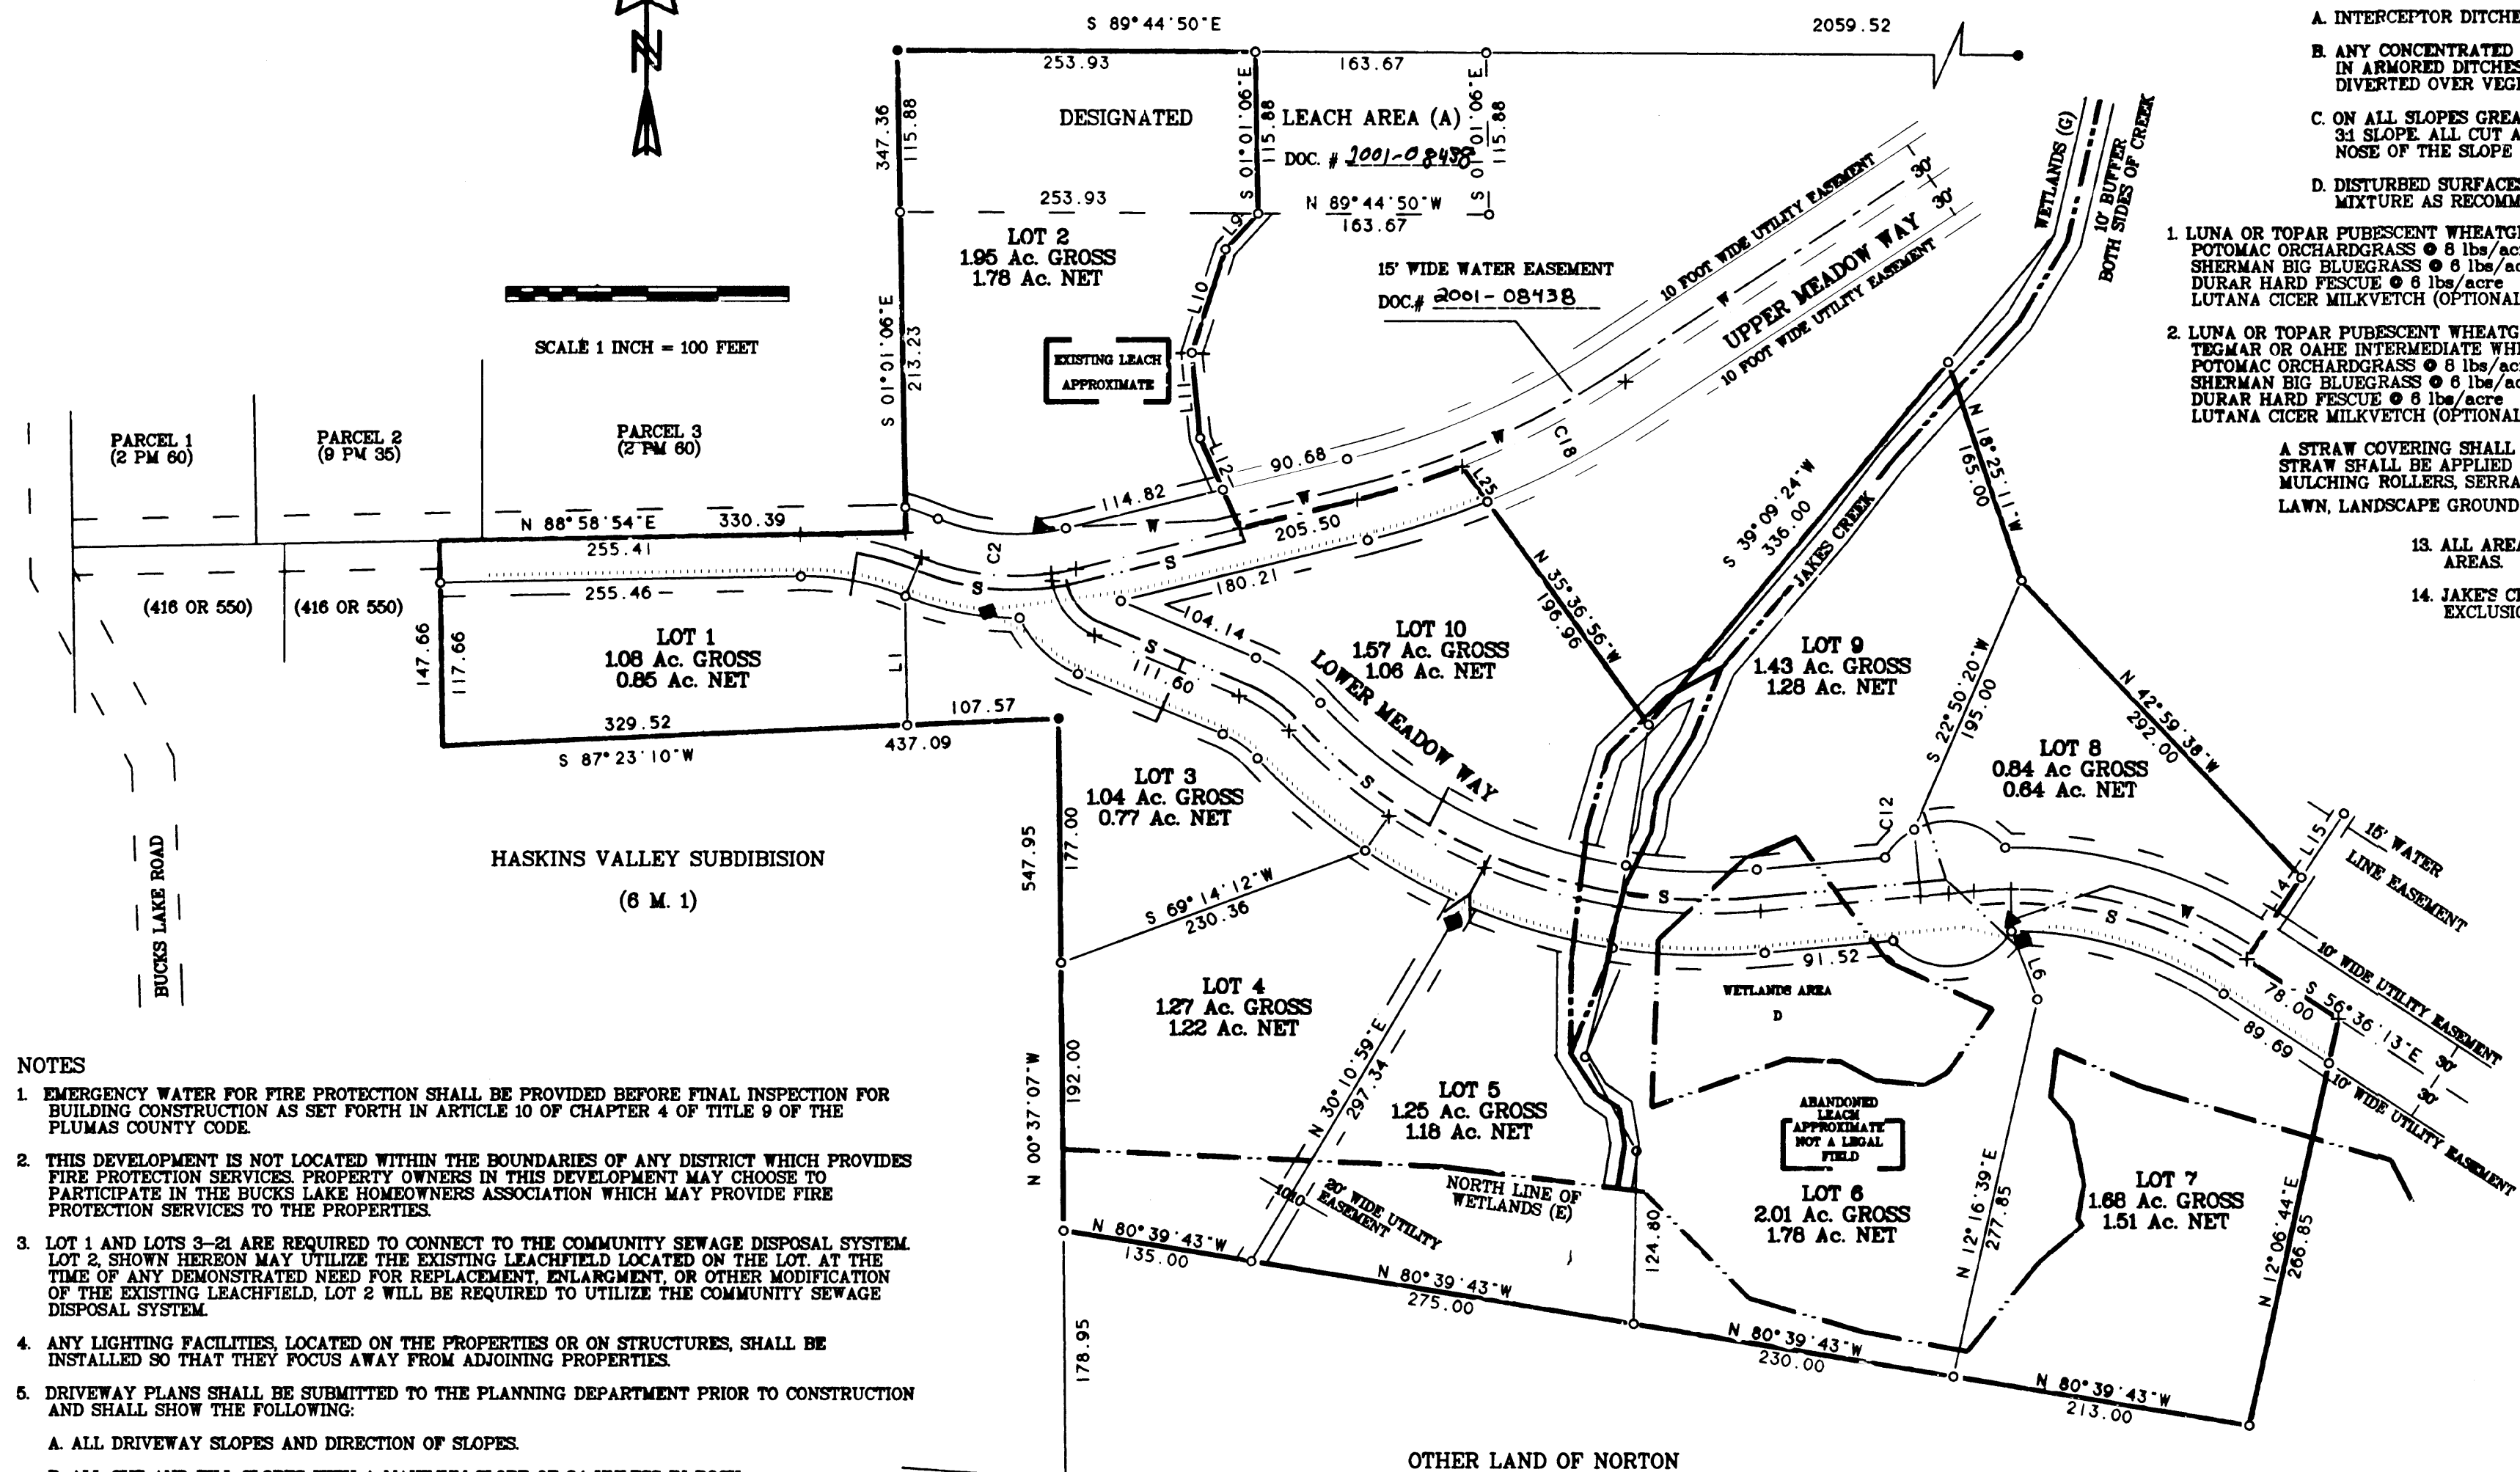 N
S 89°44'50"E
2059.52
253.93
163.67
347.36
115.88
S 01°01'06"E
115.88
S 01°01'06"E
115.88
DESIGNATED LEACH AREA (A)
DOC. # 2001-08438
253.93
N 89°44'50"W
163.67
L9
LOT 2
1.95 Ac. GROSS
1.78 Ac. NET
L10
15' WIDE WATER EASEMENT
DOC.# 2001-08438
10 FOOT WIDE UTILITY EASEMENT
30'
30'
UPPER MEADOW WAY
W
10 FOOT WIDE UTILITY EASEMENT
WETLANDS (G)
10' BUFFER
BOTH SIDES OF CREEK
SCALE 1 INCH = 100 FEET
S 01°01'06"E
213.23
EXISTING LEACH
APPROXIMATE
L11
L12
PARCEL 1
(2 PM 60)
PARCEL 2
(9 PM 35)
PARCEL 3
(2 PM 60)
90.68
W
C18
L25
114.82
W
W
205.50
N 88°58'54"E 330.39
255.41
C2
S
S
180.21
255.46
(416 OR 550)
(416 OR 550)
147.66
117.66
LOT 1
1.08 Ac. GROSS
0.85 Ac. NET
L1
329.52
107.57
437.09
S 87°23'10"W
104.14
S
111.60
LOWER MEADOW WAY
S
LOT 10
1.57 Ac. GROSS
1.06 Ac. NET
N 35°36'56"W
196.96
S 39°09'24"W
336.00
JAKES CREEK
N 18°25'11"W
165.00
LOT 9
1.43 Ac. GROSS
1.28 Ac. NET
S 22°50'20"W
195.00
N 42°59'38"W
292.00
LOT 8
0.84 Ac GROSS
0.64 Ac. NET
C12
LOT 3
1.04 Ac. GROSS
0.77 Ac. NET
547.95
177.00
HASKINS VALLEY SUBDIBISION
(6 M. 1)
BUCKS LAKE ROAD
S 69°14'12"W
230.36
S
L15
15' WATER
LINE EASEMENT
W
S
91.52
L6
WETLANDS AREA
D
78.00
S 56°36'13"E
10' WIDE UTILITY EASEMENT
89.69
30'
30'
10' WIDE UTILITY EASEMENT
LOT 4
1.27 Ac. GROSS
1.22 Ac. NET
N 30°10'59"E
297.34
N 00°37'07"W
192.00
LOT 5
1.25 Ac. GROSS
1.18 Ac. NET
ABANDONED
LEACH
APPROXIMATE
NOT A LEGAL
FIELD
LOT 6
2.01 Ac. GROSS
1.78 Ac. NET
N 12°16'39"E
277.85
LOT 7
1.68 Ac. GROSS
1.51 Ac. NET
N 12°06'44"E
266.85
NORTH LINE OF
WETLANDS (E)
20' WIDE UTILITY
EASEMENT
124.80
N 80°39'43"W
135.00
N 80°39'43"W
275.00
N 80°39'43"W
230.00
N 80°39'43"W
213.00
178.95
OTHER LAND OF NORTON
NOTES
1. EMERGENCY WATER FOR FIRE PROTECTION SHALL BE PROVIDED BEFORE FINAL INSPECTION FOR
BUILDING CONSTRUCTION AS SET FORTH IN ARTICLE 10 OF CHAPTER 4 OF TITLE 9 OF THE
PLUMAS COUNTY CODE.
2. THIS DEVELOPMENT IS NOT LOCATED WITHIN THE BOUNDARIES OF ANY DISTRICT WHICH PROVIDES
FIRE PROTECTION SERVICES. PROPERTY OWNERS IN THIS DEVELOPMENT MAY CHOOSE TO
PARTICIPATE IN THE BUCKS LAKE HOMEOWNERS ASSOCIATION WHICH MAY PROVIDE FIRE
PROTECTION SERVICES TO THE PROPERTIES.
3. LOT 1 AND LOTS 3-21 ARE REQUIRED TO CONNECT TO THE COMMUNITY SEWAGE DISPOSAL SYSTEM.
LOT 2, SHOWN HEREON MAY UTILIZE THE EXISTING LEACHFIELD LOCATED ON THE LOT. AT THE
TIME OF ANY DEMONSTRATED NEED FOR REPLACEMENT, ENLARGMENT, OR OTHER MODIFICATION
OF THE EXISTING LEACHFIELD, LOT 2 WILL BE REQUIRED TO UTILIZE THE COMMUNITY SEWAGE
DISPOSAL SYSTEM.
4. ANY LIGHTING FACILITIES, LOCATED ON THE PROPERTIES OR ON STRUCTURES, SHALL BE
INSTALLED SO THAT THEY FOCUS AWAY FROM ADJOINING PROPERTIES.
5. DRIVEWAY PLANS SHALL BE SUBMITTED TO THE PLANNING DEPARTMENT PRIOR TO CONSTRUCTION
AND SHALL SHOW THE FOLLOWING:
A. ALL DRIVEWAY SLOPES AND DIRECTION OF SLOPES.
A. INTERCEPTOR DITCHE
B. ANY CONCENTRATED
IN ARMORED DITCHES
DIVERTED OVER VEG
C. ON ALL SLOPES GREA
3:1 SLOPE. ALL CUT A
NOSE OF THE SLOPE
D. DISTURBED SURFACES
MIXTURE AS RECOMM
1. LUNA OR TOPAR PUBESCENT WHEATG
POTOMAC ORCHARDGRASS @ 8 lbs/ac
SHERMAN BIG BLUEGRASS @ 6 lbs/ac
DURAR HARD FESCUE @ 6 lbs/acre
LUTANA CICER MILKVETCH (OPTIONAL
2. LUNA OR TOPAR PUBESCENT WHEATG
TEGMAR OR OAHE INTERMEDIATE WH
POTOMAC ORCHARDGRASS @ 8 lbs/ac
SHERMAN BIG BLUEGRASS @ 6 lbs/ac
DURAR HARD FESCUE @ 6 lbs/acre
LUTANA CICER MILKVETCH (OPTIONAL
A STRAW COVERING SHALL
STRAW SHALL BE APPLIED
MULCHING ROLLERS, SERRA
LAWN, LANDSCAPE GROUND
13. ALL AREA
AREAS.
14. JAKE'S C
EXCLUSIO